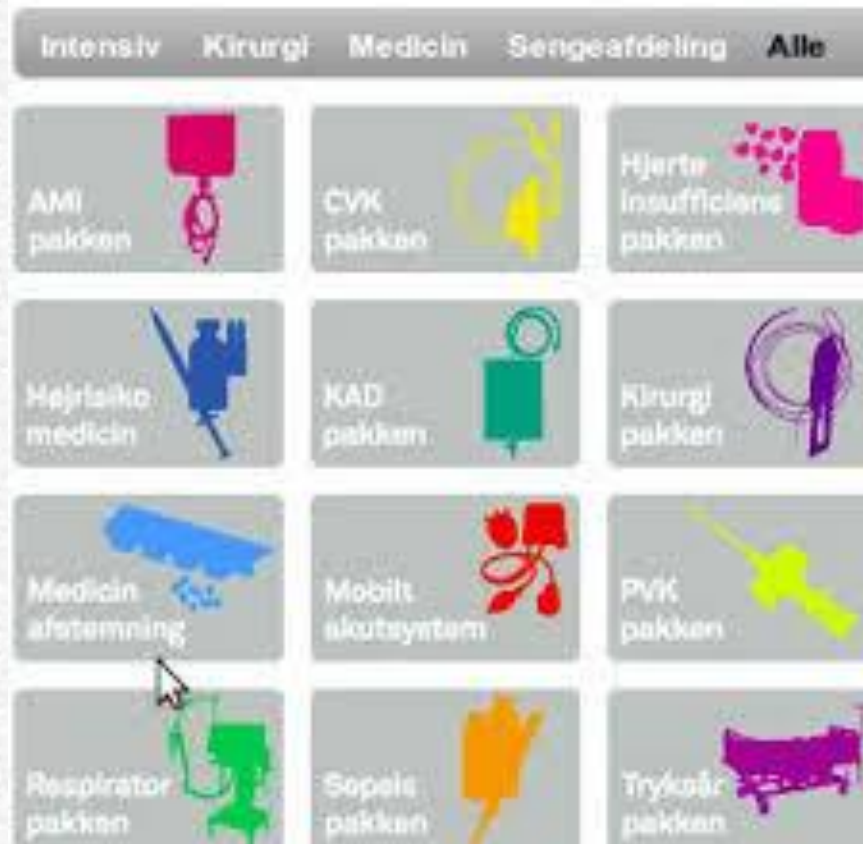 Intensiv Kirurgi Medicin Sengeafdeling Alle
AMI
pakken
CVK
pakken
Hjerte
insufficiens
pakken
Højrisiko
medicin
KAD
pakken
Kirurgi
pakken
Medicin
afstemning
Mobilt
akutsystem
PVK
pakken
Respirator
pakken
Sepsis
pakken
Tryksår
pakken